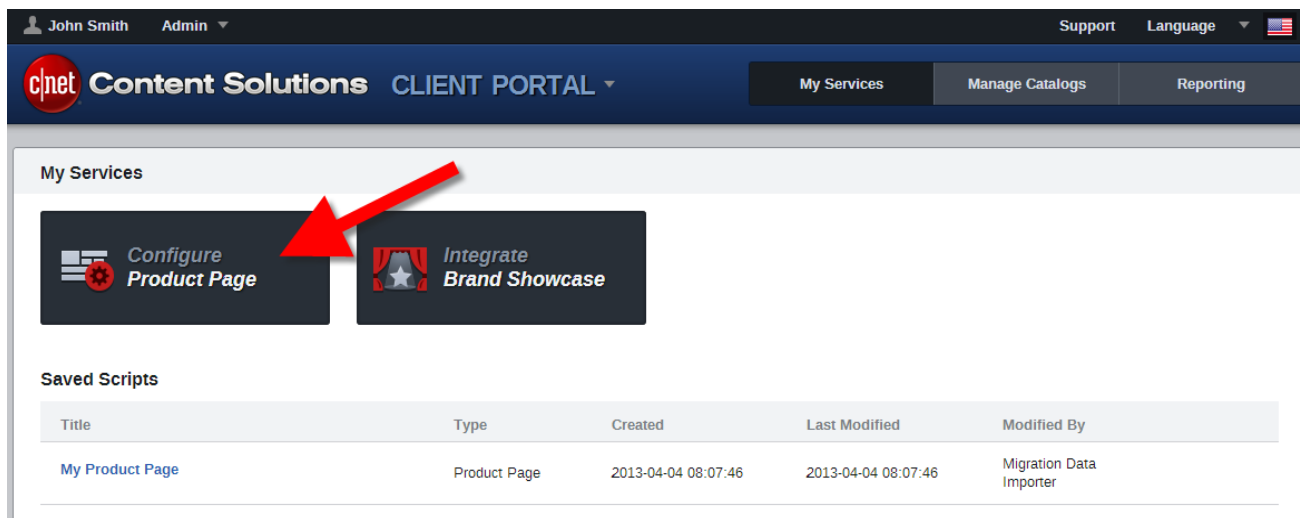 John Smith Admin Support Language
c|net Content Solutions CLIENT PORTAL My Services Manage Catalogs Reporting
My Services
Configure
Product Page
Integrate
Brand Showcase
Saved Scripts
Title Type Created Last Modified Modified By
My Product Page Product Page 2013-04-04 08:07:46 2013-04-04 08:07:46 Migration Data
Importer